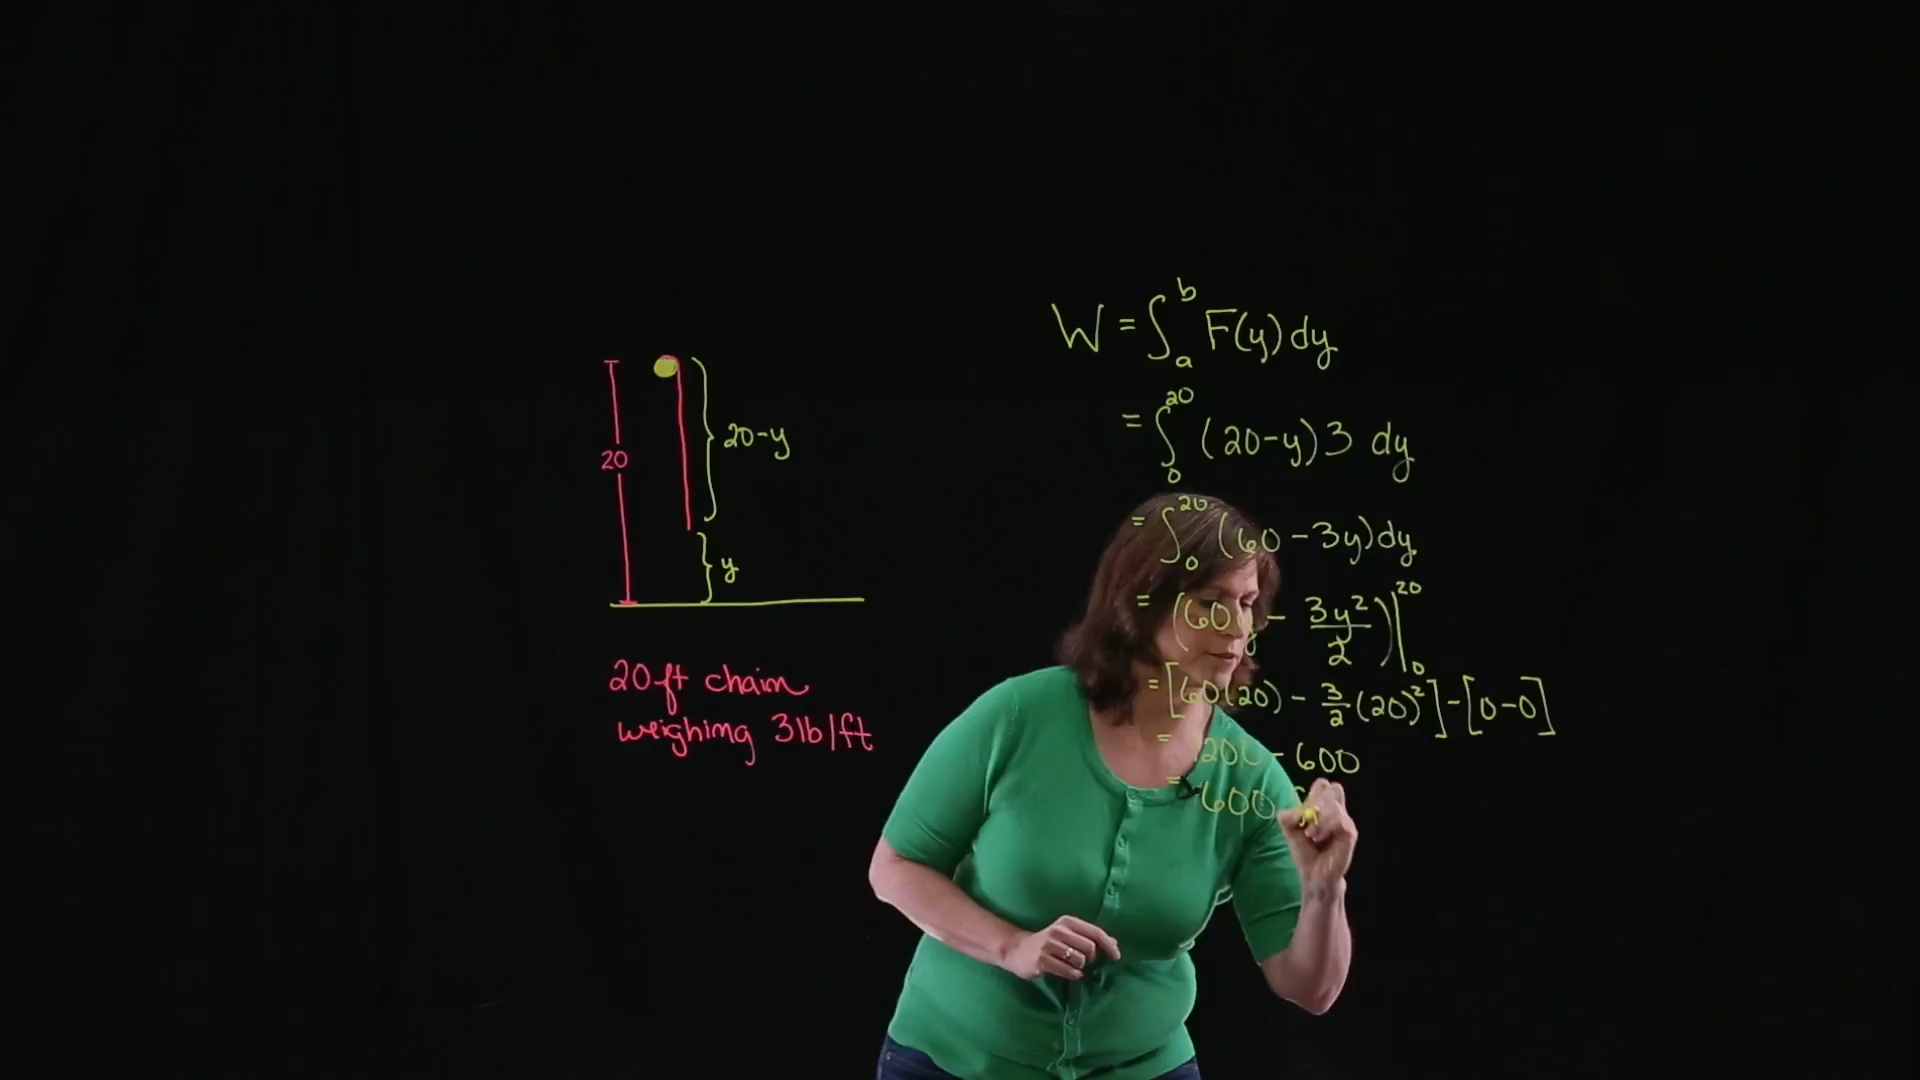 20
20-y
y
20ft chain
weighing 3lb/ft
W = ∫_a^b F(y) dy
= ∫_0^20 (20-y)3 dy
= ∫_0^20 (60-3y)dy
= (60y - 3y²/2)|_0^20
= [60(20) - 3/2(20)²] - [0-0]
= 1200 - 600
= 600